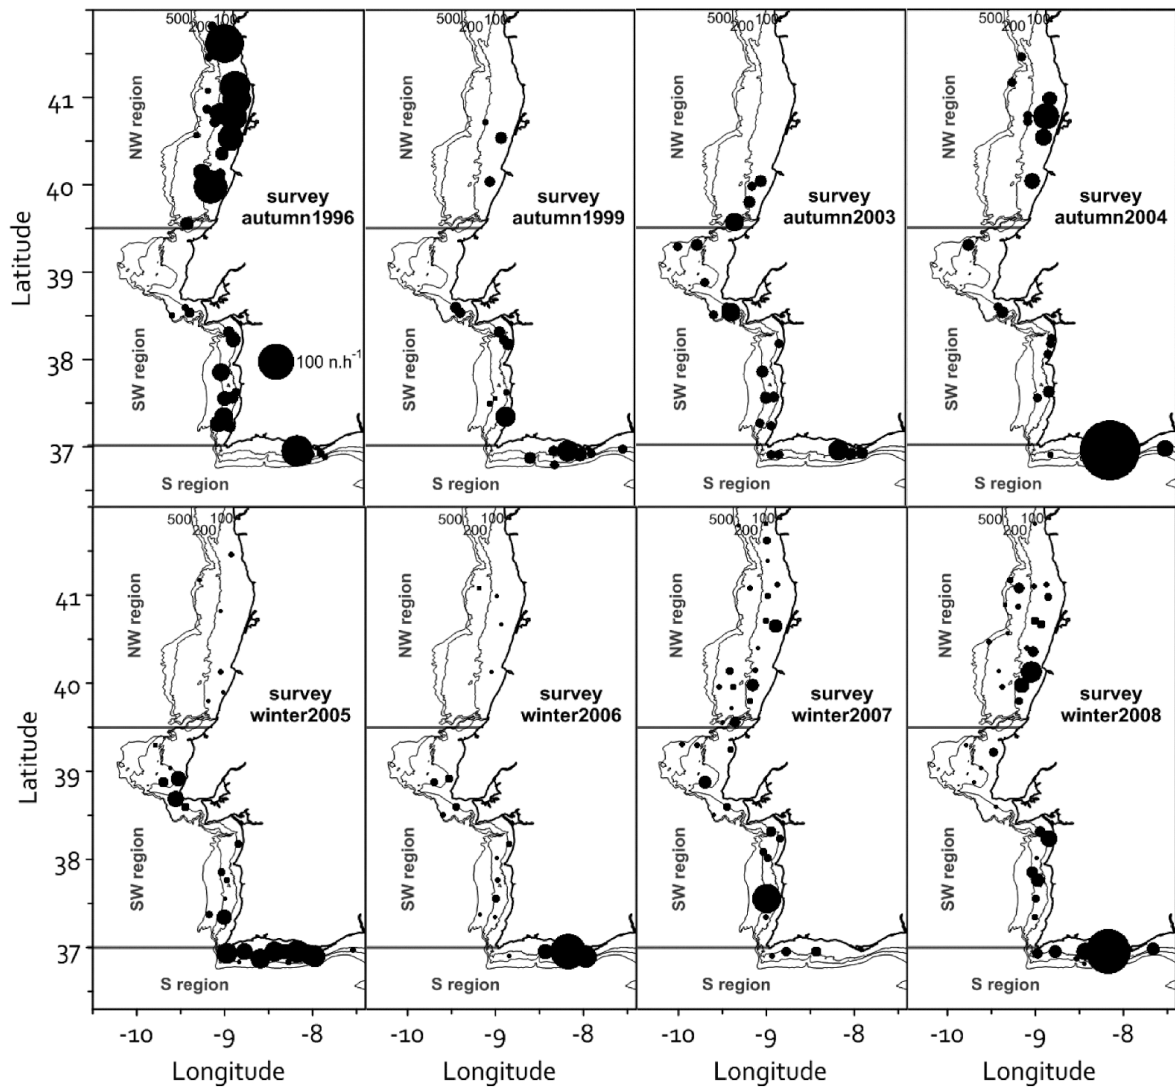 500 100
200
500 100
200
500 100
200
500 100
200
41
40
39
38
37
Latitude
NW region
SW region
S region
survey
autumn1996
100 n.h-1
NW region
SW region
S region
survey
autumn1999
NW region
SW region
S region
survey
autumn2003
NW region
SW region
S region
survey
autumn2004
500 100
200
500 100
200
500 100
200
500 100
200
41
40
39
38
37
Latitude
NW region
SW region
S region
survey
winter2005
NW region
SW region
S region
survey
winter2006
NW region
SW region
S region
survey
winter2007
NW region
SW region
S region
survey
winter2008
-10 -9 -8
-10 -9 -8
-10 -9 -8
-10 -9 -8
Longitude
Longitude
Longitude
Longitude